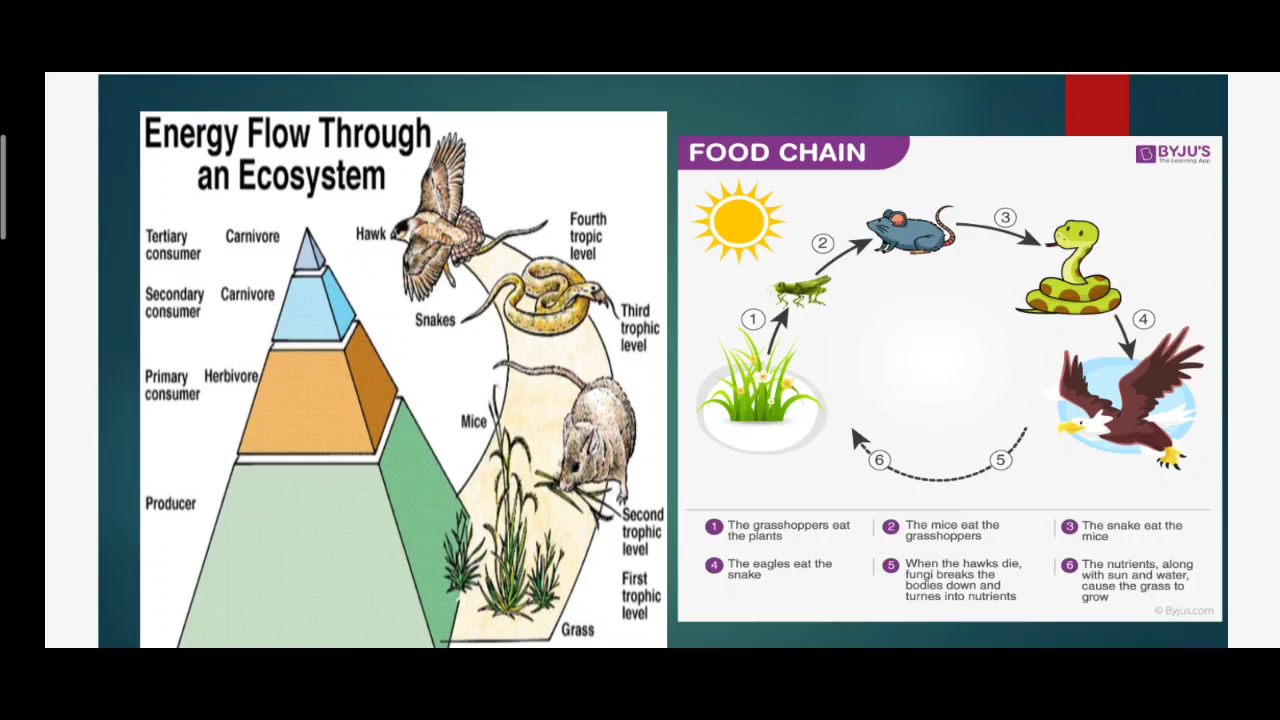 Energy Flow Through
an Ecosystem
Tertiary
consumer
Carnivore
Hawk
Fourth
tropic
level
Secondary
consumer
Carnivore
Snakes
Third
trophic
level
Primary
consumer
Herbivore
Mice
Producer
Second
trophic
level
First
trophic
level
Grass
FOOD CHAIN
BYJU'S
The Learning App
1
2
3
4
5
6
1 The grasshoppers eat
the plants
2 The mice eat the
grasshoppers
3 The snake eat the
mice
4 The eagles eat the
snake
5 When the hawks die,
fungi breaks the
bodies down and
turnes into nutrients
6 The nutrients, along
with sun and water,
cause the grass to
grow
© Byjus.com